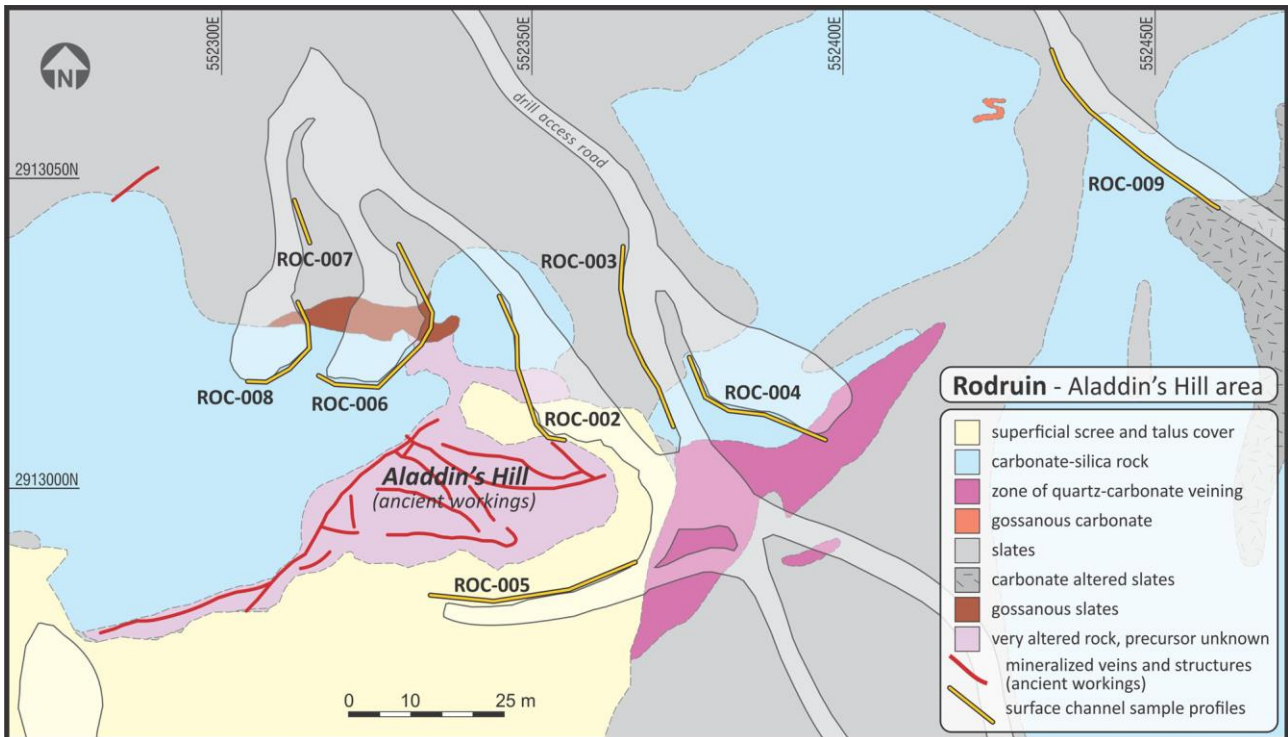 552300E
552350E
552400E
552450E
N
drill access road
2913050N
ROC-009
ROC-007
ROC-003
ROC-004
ROC-008
ROC-006
ROC-002
2913000N
Aladdin's Hill
(ancient workings)
ROC-005
0 10 25 m
Rodruin - Aladdin's Hill area
superficial scree and talus cover
carbonate-silica rock
zone of quartz-carbonate veining
gossanous carbonate
slates
carbonate altered slates
gossanous slates
very altered rock, precursor unknown
mineralized veins and structures
(ancient workings)
surface channel sample profiles